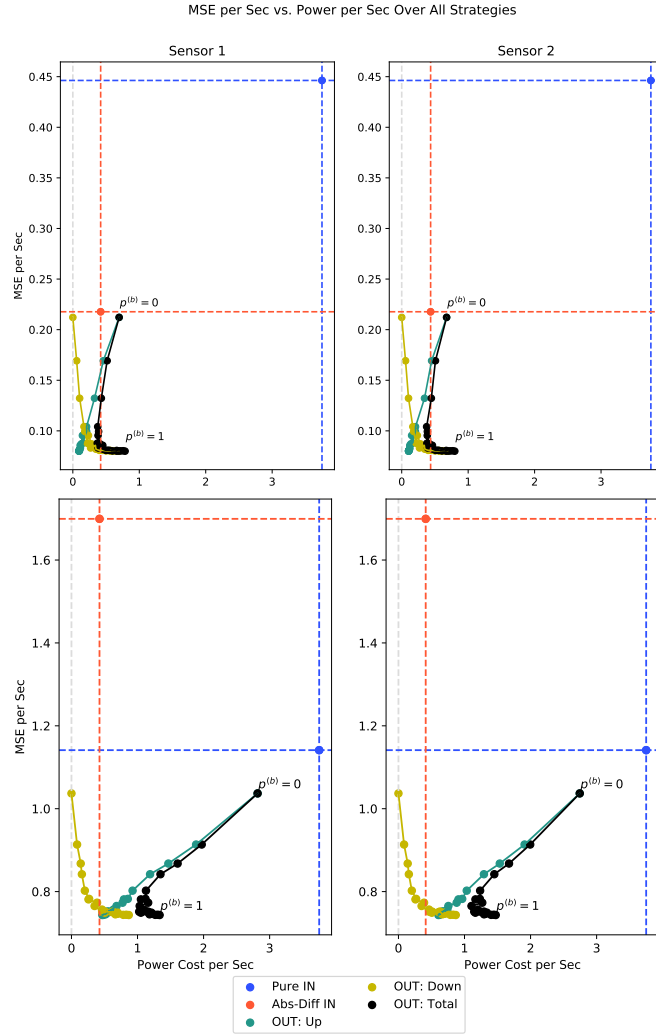 MSE per Sec vs. Power per Sec Over All Strategies
Sensor 1
Sensor 2
MSE per Sec
0.45
0.40
0.35
0.30
0.25
0.20
0.15
0.10
p^(b) = 0
p^(b) = 1
0 1 2 3
p^(b) = 0
p^(b) = 1
0 1 2 3
MSE per Sec
1.6
1.4
1.2
1.0
0.8
p^(b) = 0
p^(b) = 1
0 1 2 3
Power Cost per Sec
p^(b) = 0
p^(b) = 1
0 1 2 3
Power Cost per Sec
Pure IN
Abs-Diff IN
OUT: Up
OUT: Down
OUT: Total